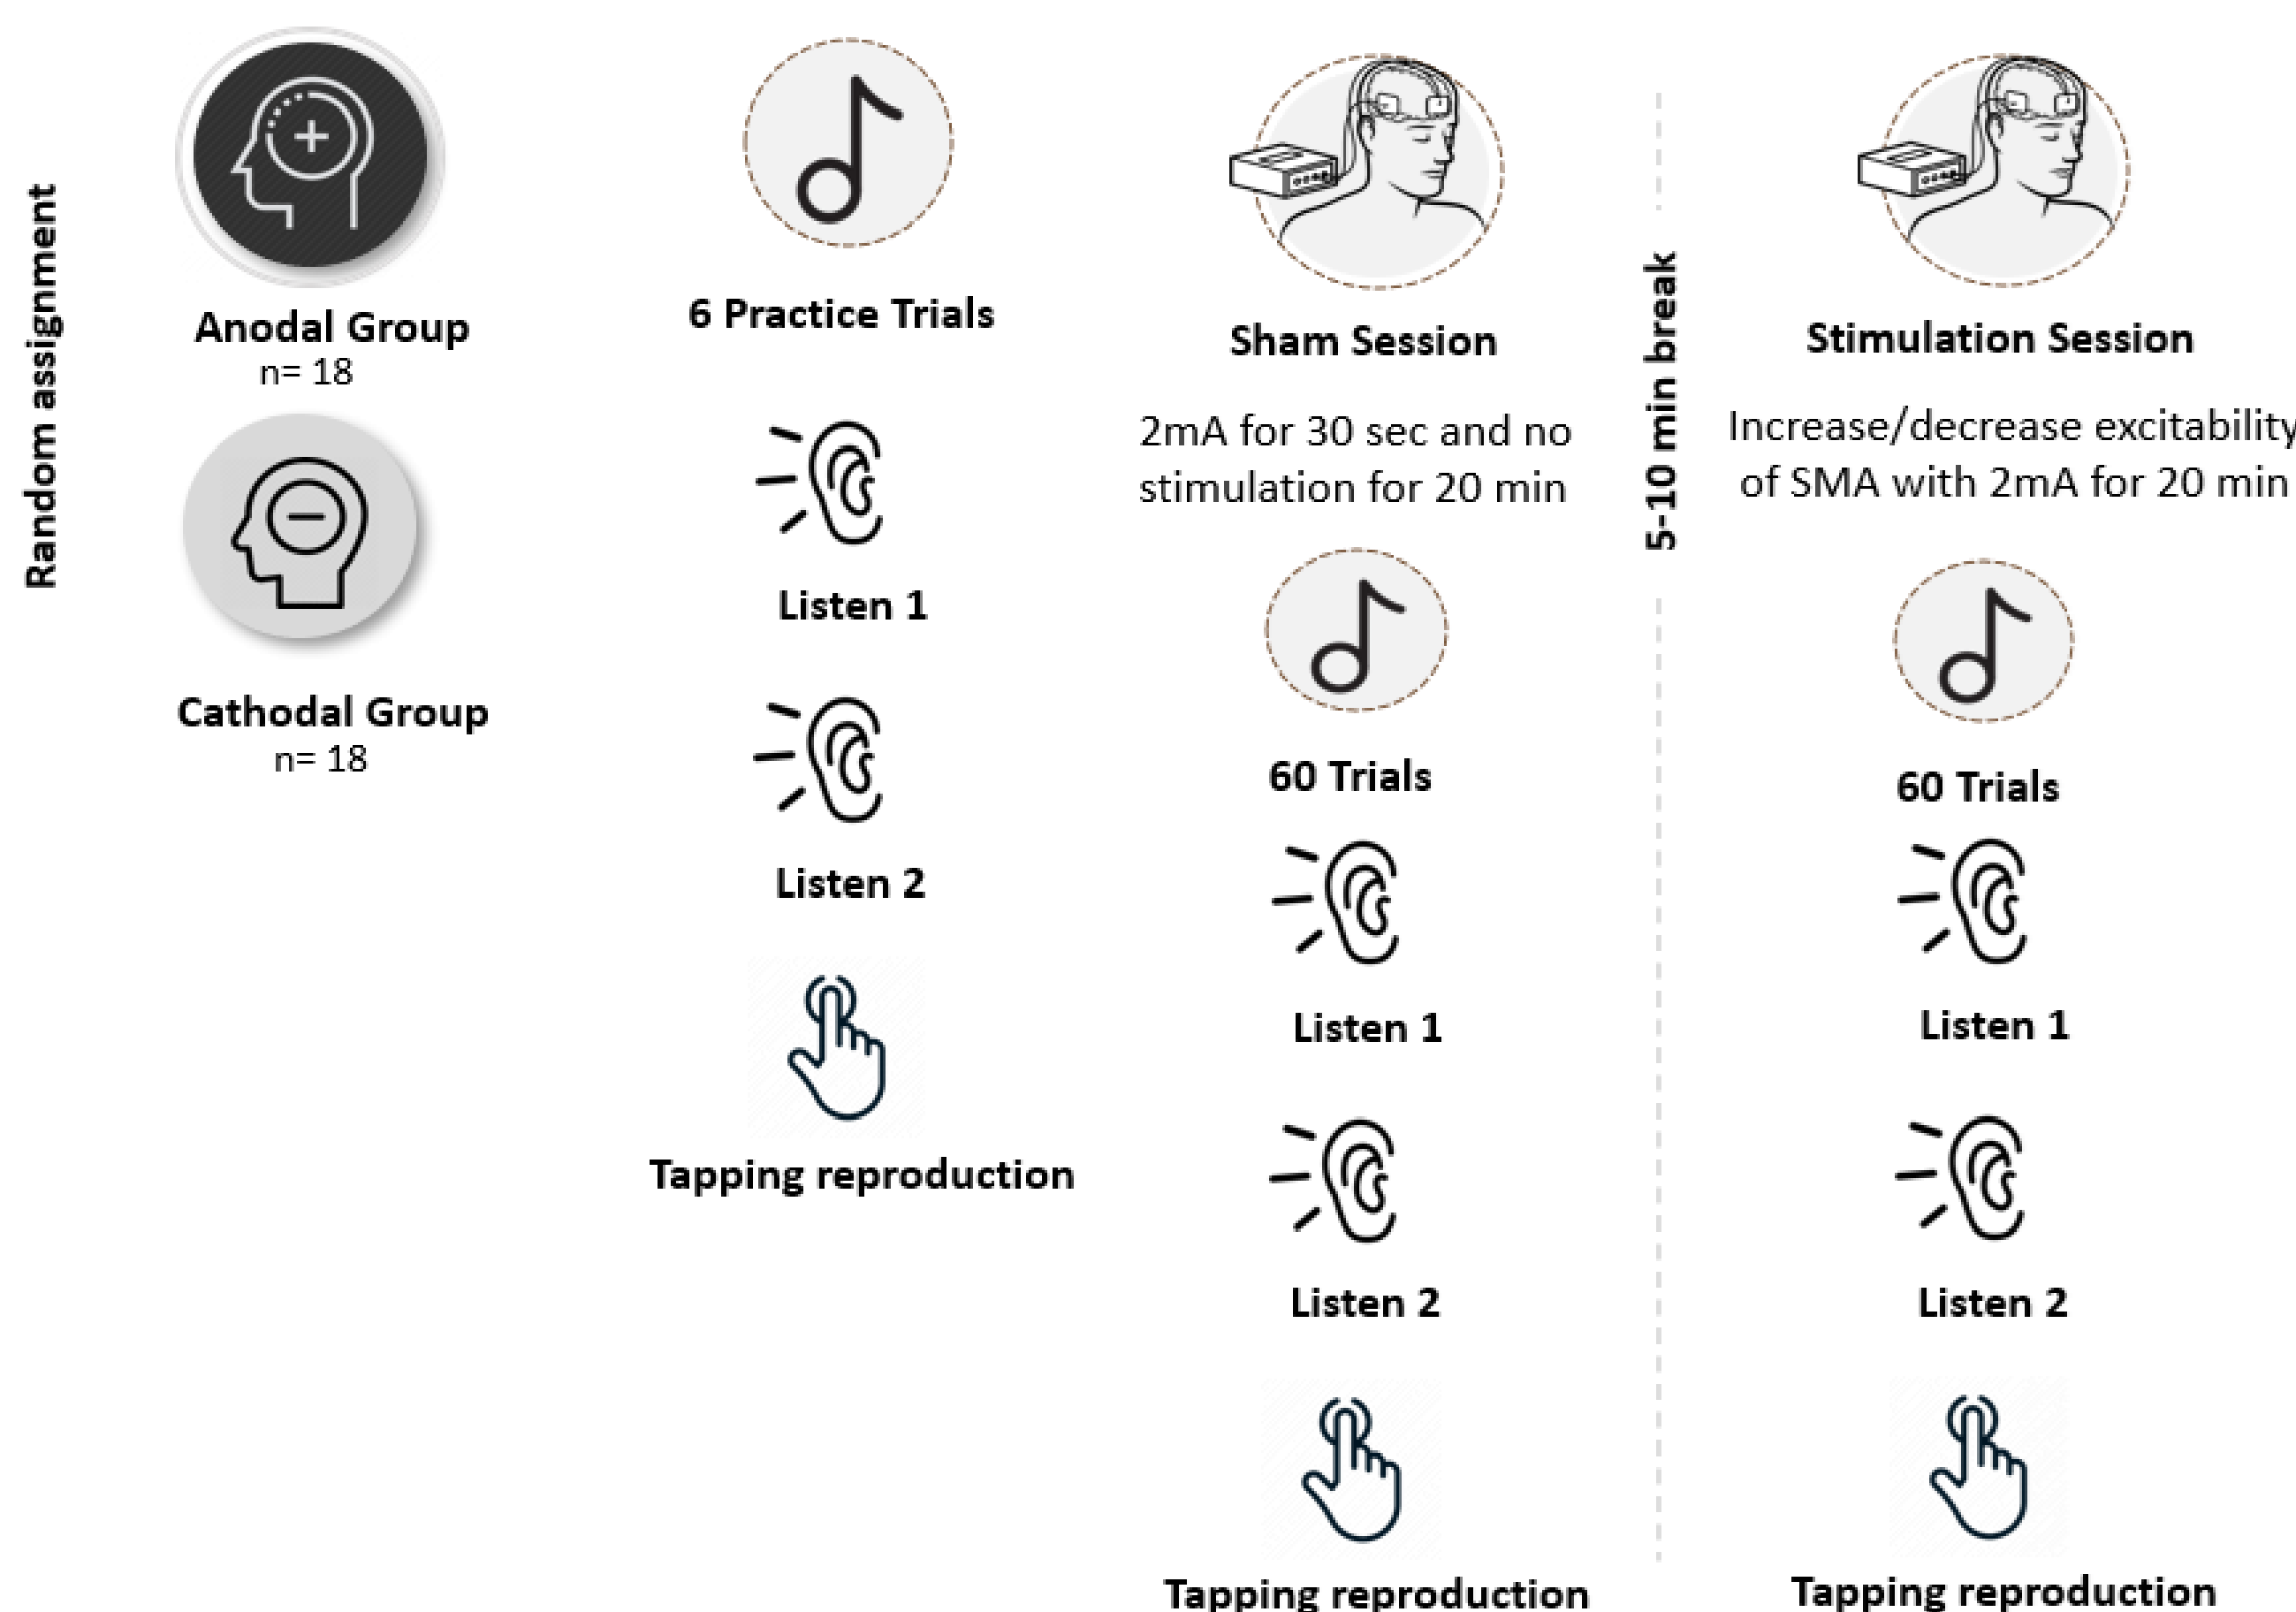 Random assignment
Anodal Group
n= 18
Cathodal Group
n= 18
6 Practice Trials
Listen 1
Listen 2
Tapping reproduction
Sham Session
2mA for 30 sec and no
stimulation for 20 min
60 Trials
Listen 1
Listen 2
Tapping reproduction
5-10 min break
Stimulation Session
Increase/decrease excitability
of SMA with 2mA for 20 min
60 Trials
Listen 1
Listen 2
Tapping reproduction